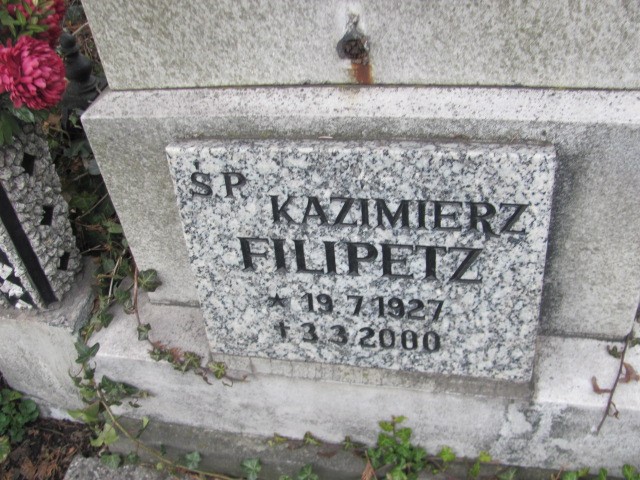 S.P.
KAZIMIERZ
FILIPETZ
* 19.7.1927
† 3.3.2000